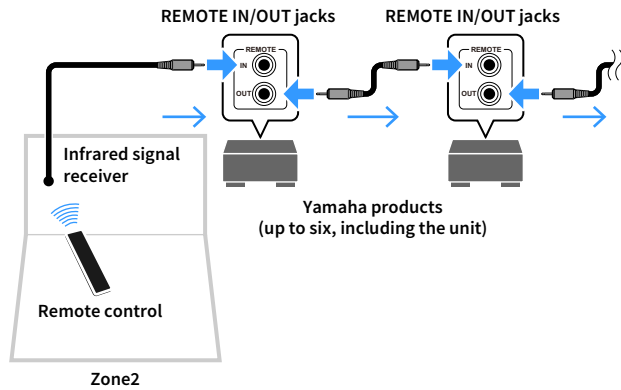 REMOTE IN/OUT jacks
REMOTE IN/OUT jacks
REMOTE
IN
OUT
REMOTE
IN
OUT
Infrared signal
receiver
Yamaha products
(up to six, including the unit)
Remote control
Zone2